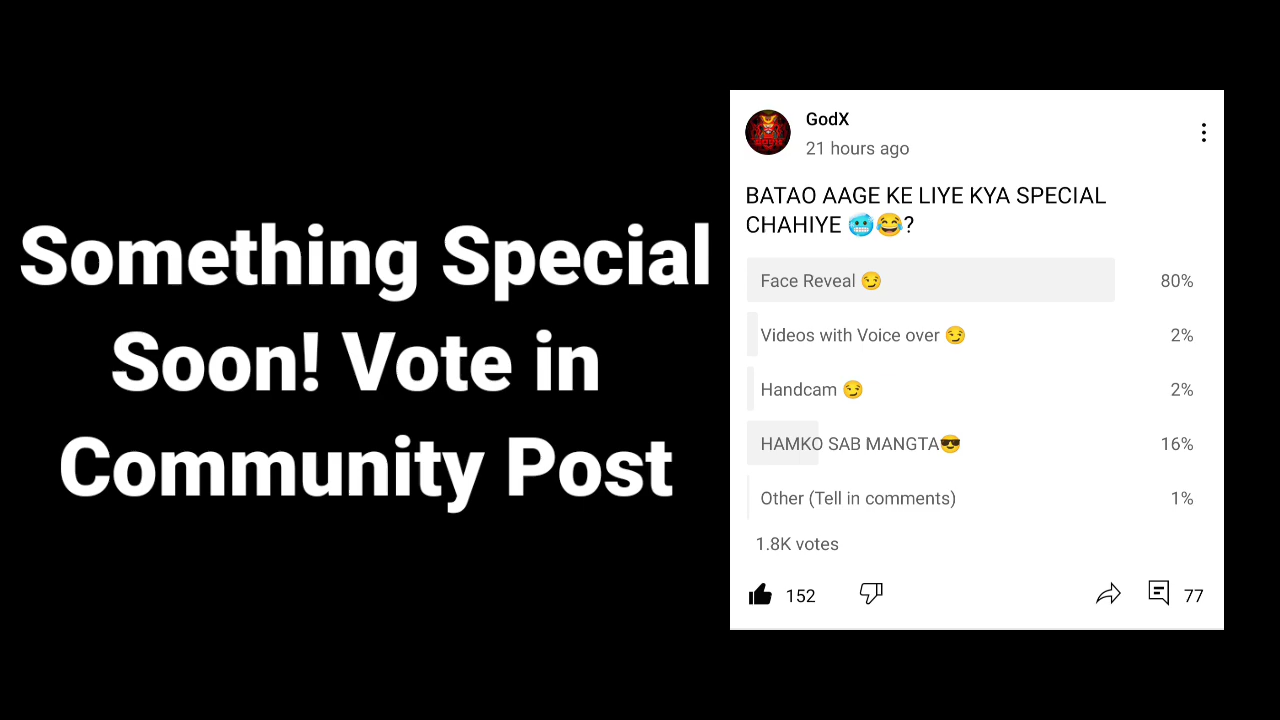 Something Special
Soon! Vote in
Community Post
GodX
21 hours ago
BATAO AAGE KE LIYE KYA SPECIAL
CHAHIYE 🥶😂?
Face Reveal 😏 80%
Videos with Voice over 😏 2%
Handcam 😏 2%
HAMKO SAB MANGTA😎 16%
Other (Tell in comments) 1%
1.8K votes
152 77